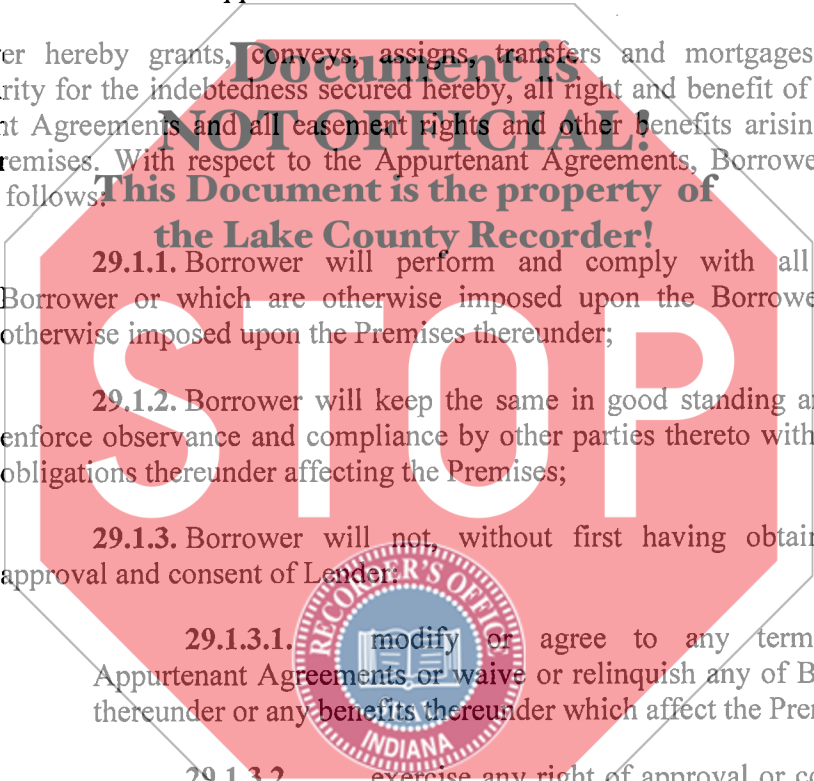 er hereby grants, conveys, assigns, transfers and mortgages
Document is
rity for the indebtedness secured hereby, all right and benefit of
nt Agreements and all easement rights and other benefits arisin
NOT OFFICIAL!
remises. With respect to the Appurtenant Agreements, Borrowe
follows:
This Document is the property of
the Lake County Recorder!
29.1.1. Borrower will perform and comply with all
Borrower or which are otherwise imposed upon the Borrowe
otherwise imposed upon the Premises thereunder;
STOP
29.1.2. Borrower will keep the same in good standing a
enforce observance and compliance by other parties thereto with
obligations thereunder affecting the Premises;
29.1.3. Borrower will not, without first having obtai
approval and consent of Lender:
RECORDER'S OFFICE
29.1.3.1. modify or agree to any term
Appurtenant Agreements or waive or relinquish any of B
thereunder or any benefits thereunder which affect the Pre
INDIANA
29.1.3.2. exercise any right of approval or co